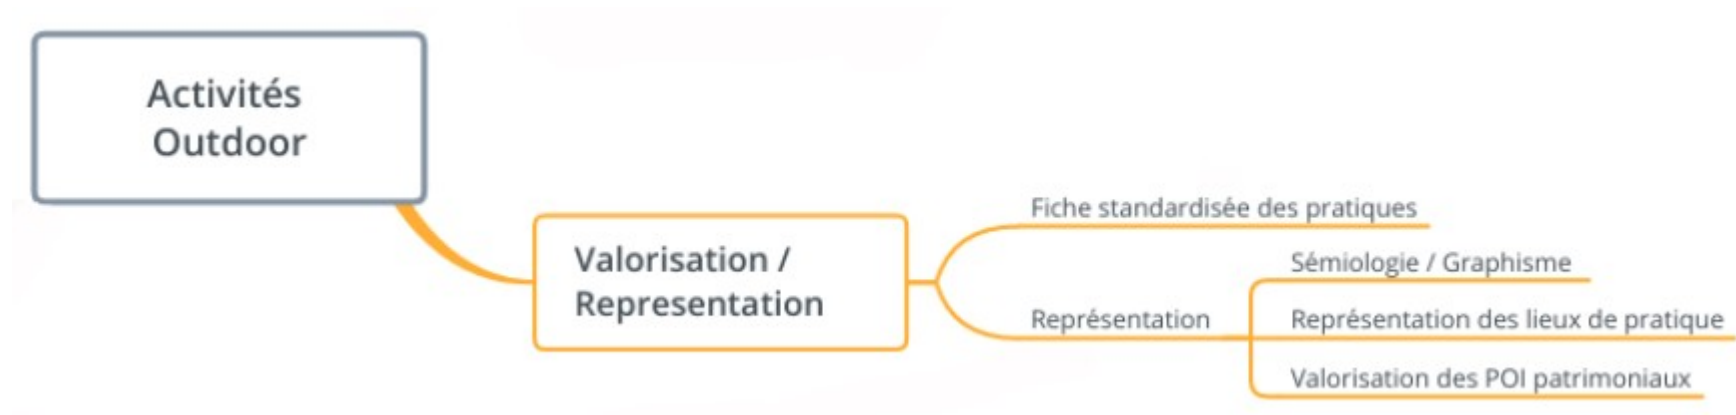 Activités
Outdoor
Valorisation /
Representation
Fiche standardisée des pratiques
Représentation
Sémiologie / Graphisme
Représentation des lieux de pratique
Valorisation des POI patrimoniaux